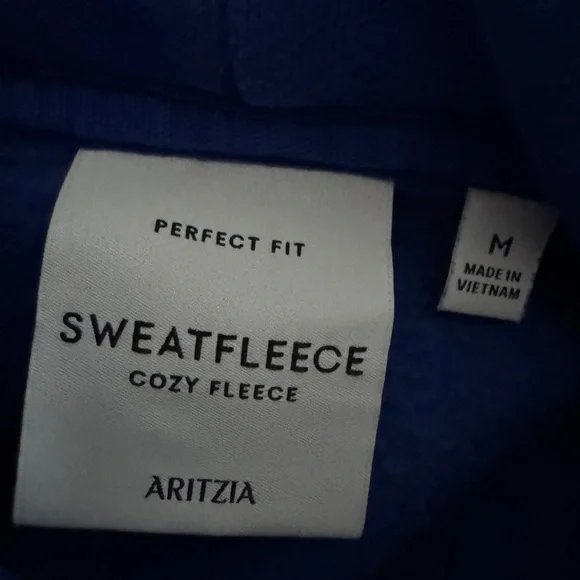 PERFECT FIT
SWEATFLEECE
COZY FLEECE
ARITZIA
M
MADE IN
VIETNAM